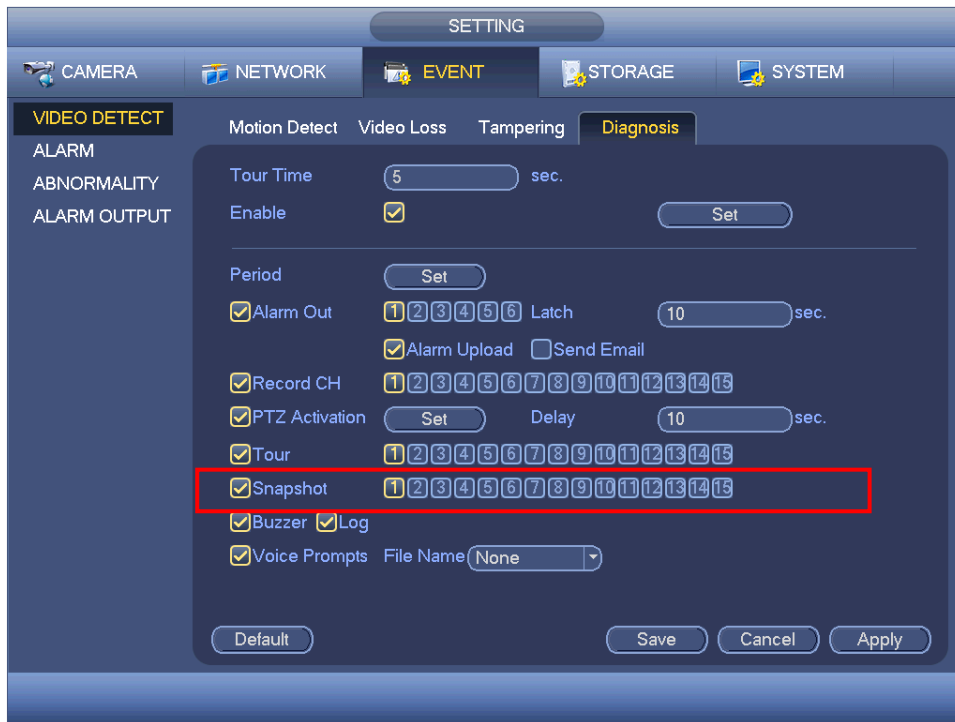 SETTING
CAMERA NETWORK EVENT STORAGE SYSTEM
VIDEO DETECT
ALARM
ABNORMALITY
ALARM OUTPUT
Motion Detect Video Loss Tampering Diagnosis
Tour Time 5 sec.
Enable Set
Period Set
Alarm Out 1 2 3 4 5 6 Latch 10 sec.
Alarm Upload Send Email
Record CH 1 2 3 4 5 6 7 8 9 10 11 12 13 14 15
PTZ Activation Set Delay 10 sec.
Tour 1 2 3 4 5 6 7 8 9 10 11 12 13 14 15
Snapshot 1 2 3 4 5 6 7 8 9 10 11 12 13 14 15
Buzzer Log
Voice Prompts File Name None
Default Save Cancel Apply